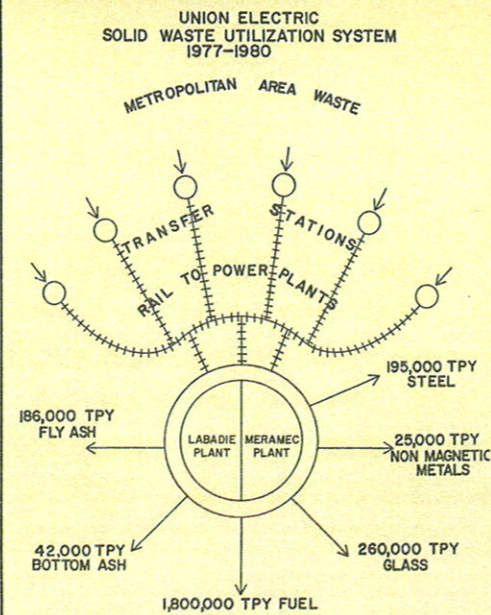 UNION ELECTRIC
SOLID WASTE UTILIZATION SYSTEM
1977-1980
METROPOLITAN AREA WASTE
TRANSFER STATIONS
RAIL TO POWER PLANTS
195,000 TPY
STEEL
186,000 TPY
FLY ASH
LABADIE
PLANT
MERAMEC
PLANT
25,000 TPY
NON MAGNETIC
METALS
42,000 TPY
BOTTOM ASH
260,000 TPY
GLASS
1,800,000 TPY FUEL